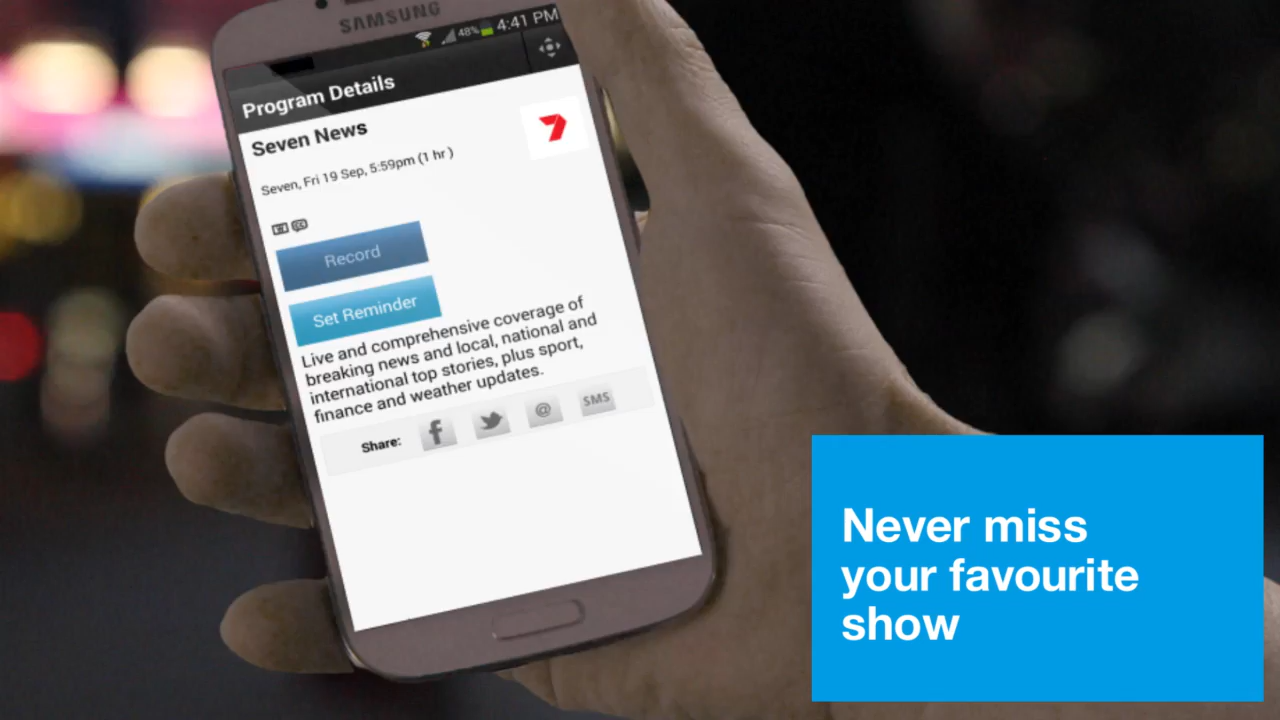 SAMSUNG
48% 4:41 PM
Program Details
Seven News
7
Seven, Fri 19 Sep, 5:59pm (1 hr )
CC
Record
Set Reminder
Live and comprehensive coverage of
breaking news and local, national and
international top stories, plus sport,
finance and weather updates.
Share: f @ SMS
Never miss
your favourite
show